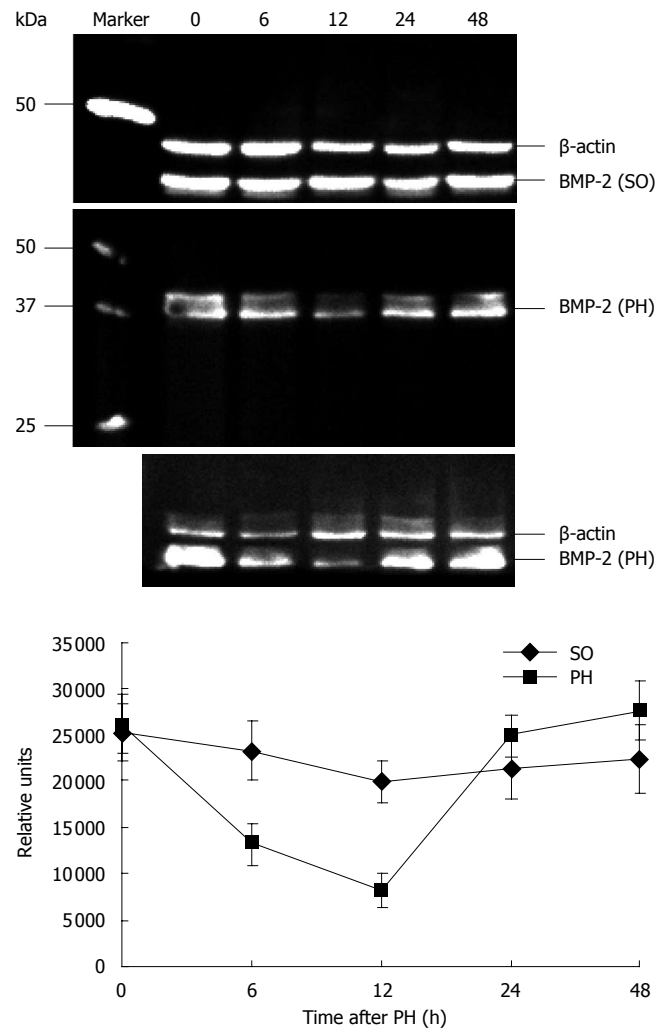 kDa Marker 0 6 12 24 48
50
β-actin
BMP-2 (SO)
50
37
BMP-2 (PH)
25
β-actin
BMP-2 (PH)
35000
30000
25000
20000
15000
10000
5000
0
Relative units
SO
PH
0 6 12 24 48
Time after PH (h)